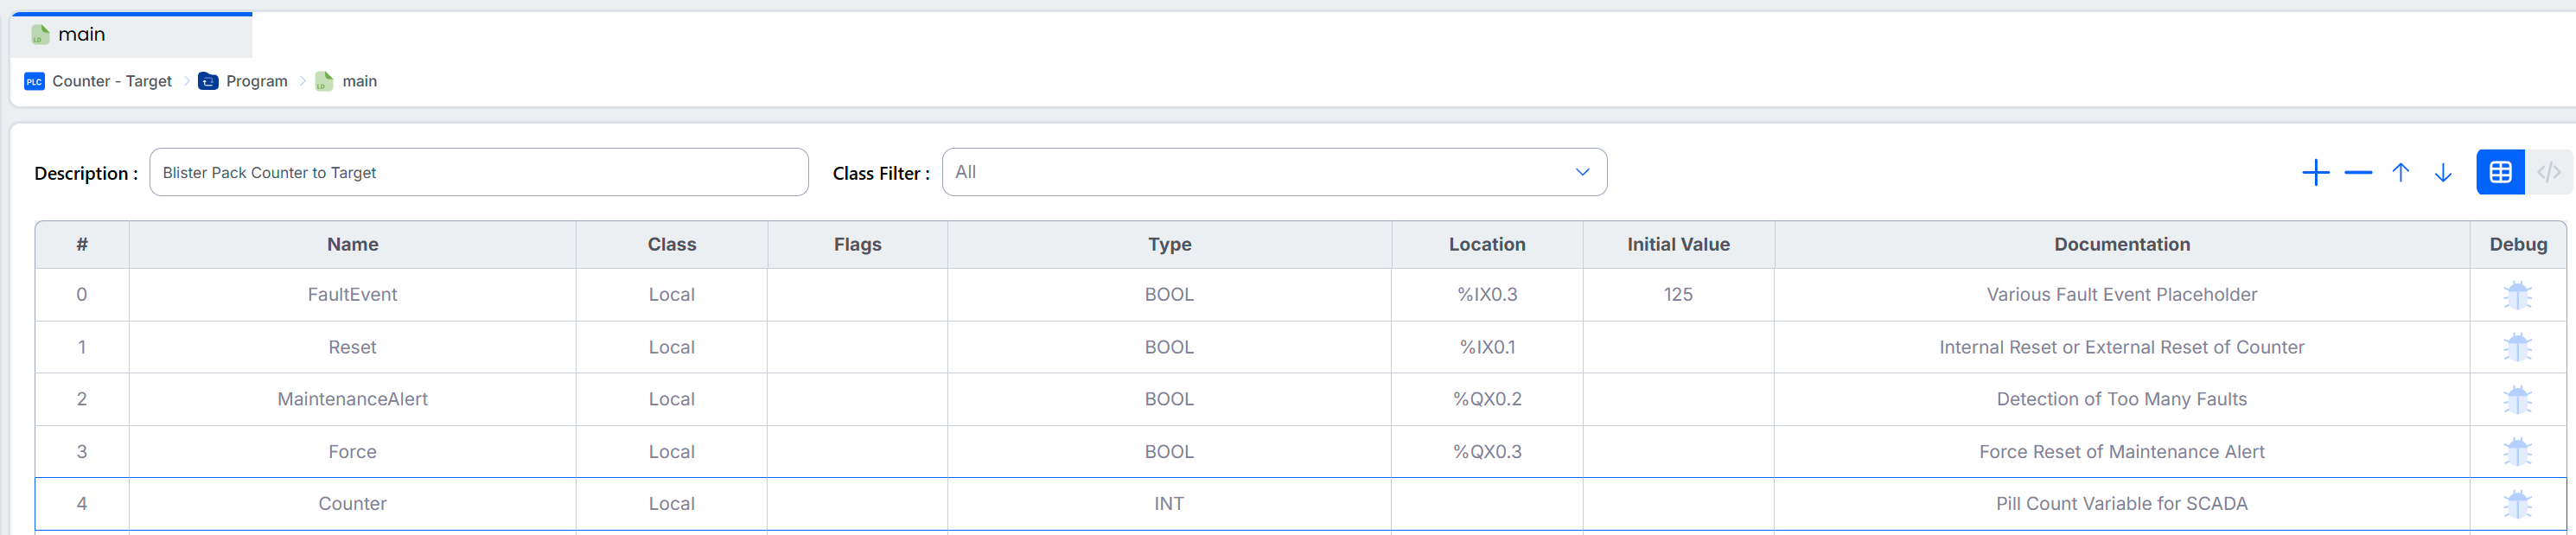 main
PLC Counter - Target Program LD main
Description : Blister Pack Counter to Target Class Filter : All
# Name Class Flags Type Location Initial Value Documentation Debug
0 FaultEvent Local BOOL %IX0.3 125 Various Fault Event Placeholder
1 Reset Local BOOL %IX0.1 Internal Reset or External Reset of Counter
2 MaintenanceAlert Local BOOL %QX0.2 Detection of Too Many Faults
3 Force Local BOOL %QX0.3 Force Reset of Maintenance Alert
4 Counter Local INT Pill Count Variable for SCADA